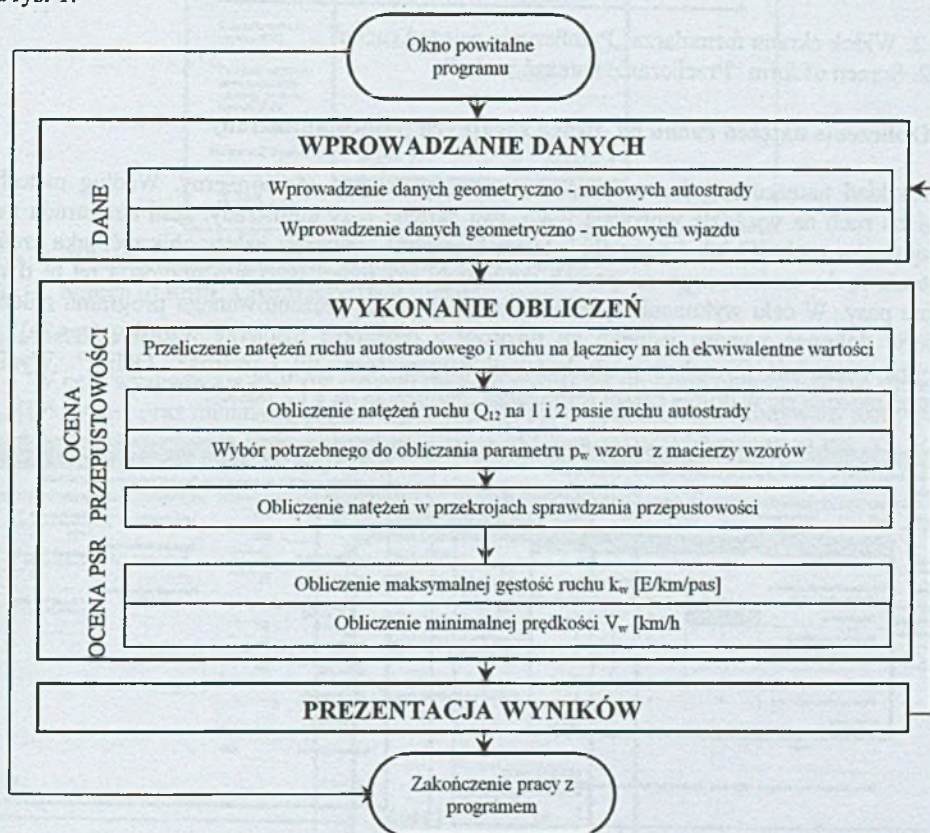 Okno powitalne
programu
WPROWADZANIE DANYCH
DANE
Wprowadzenie danych geometryczno - ruchowych autostrady
Wprowadzenie danych geometryczno - ruchowych wjazdu
WYKONANIE OBLICZEŃ
OCENA
PRZEPUSTOWOŚCI
Przeliczenie natężeń ruchu autostradowego i ruchu na łącznicy na ich ekwiwalentne wartości
Obliczenie natężeń ruchu Q₁₂ na 1 i 2 pasie ruchu autostrady
Wybór potrzebnego do obliczania parametru pw wzoru z macierzy wzorów
Obliczenie natężeń w przekrojach sprawdzania przepustowości
OCENA PSR
Obliczenie maksymalnej gęstość ruchu kw [E/km/pas]
Obliczenie minimalnej prędkości Vw [km/h
PREZENTACJA WYNIKÓW
Zakończenie pracy z
programem